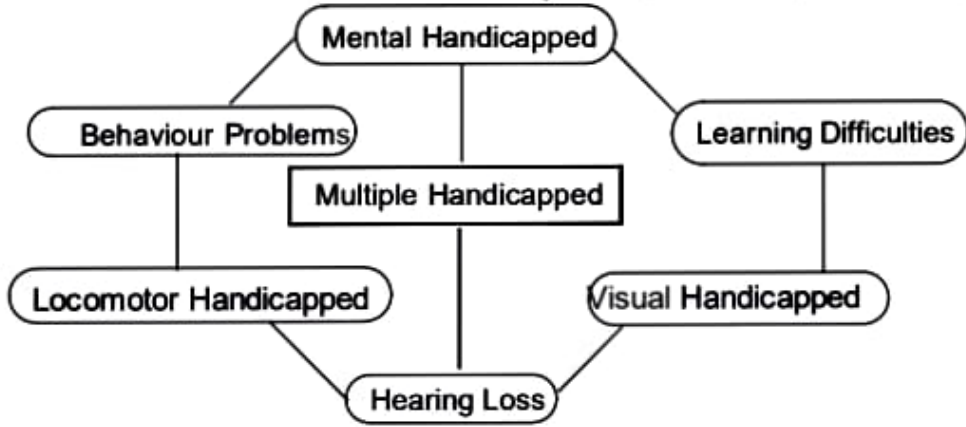 Mental Handicapped
Behaviour Problems
Learning Difficulties
Multiple Handicapped
Locomotor Handicapped
Visual Handicapped
Hearing Loss